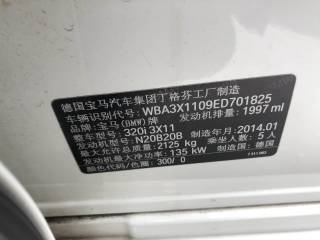 德国宝马汽车集团丁格芬工厂制造
车辆识别代号: WBA3X1109ED701825
品牌: 宝马(BMW)牌 发动机排量: 1997 ml
整车型号: 320i 3X11
发动机型号: N20B20B 制造年月: 2014.01
最大允许总质量: 2125 kg 乘坐人数: 5 人
发动机最大净功率: 135 kW 制造国: 德国
颜色代码/色圈: 300/ 0